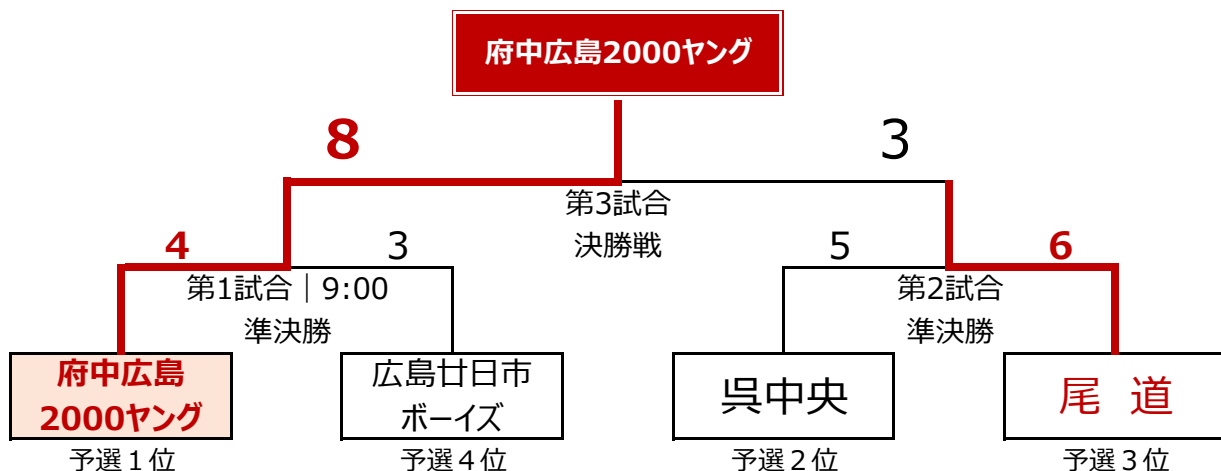 府中広島2000ヤング
8
3
第3試合
決勝戦
4
3
5
6
第1試合｜9:00
準決勝
第2試合
準決勝
府中広島
2000ヤング
広島廿日市
ボーイズ
呉中央
尾 道
予選１位
予選４位
予選２位
予選３位